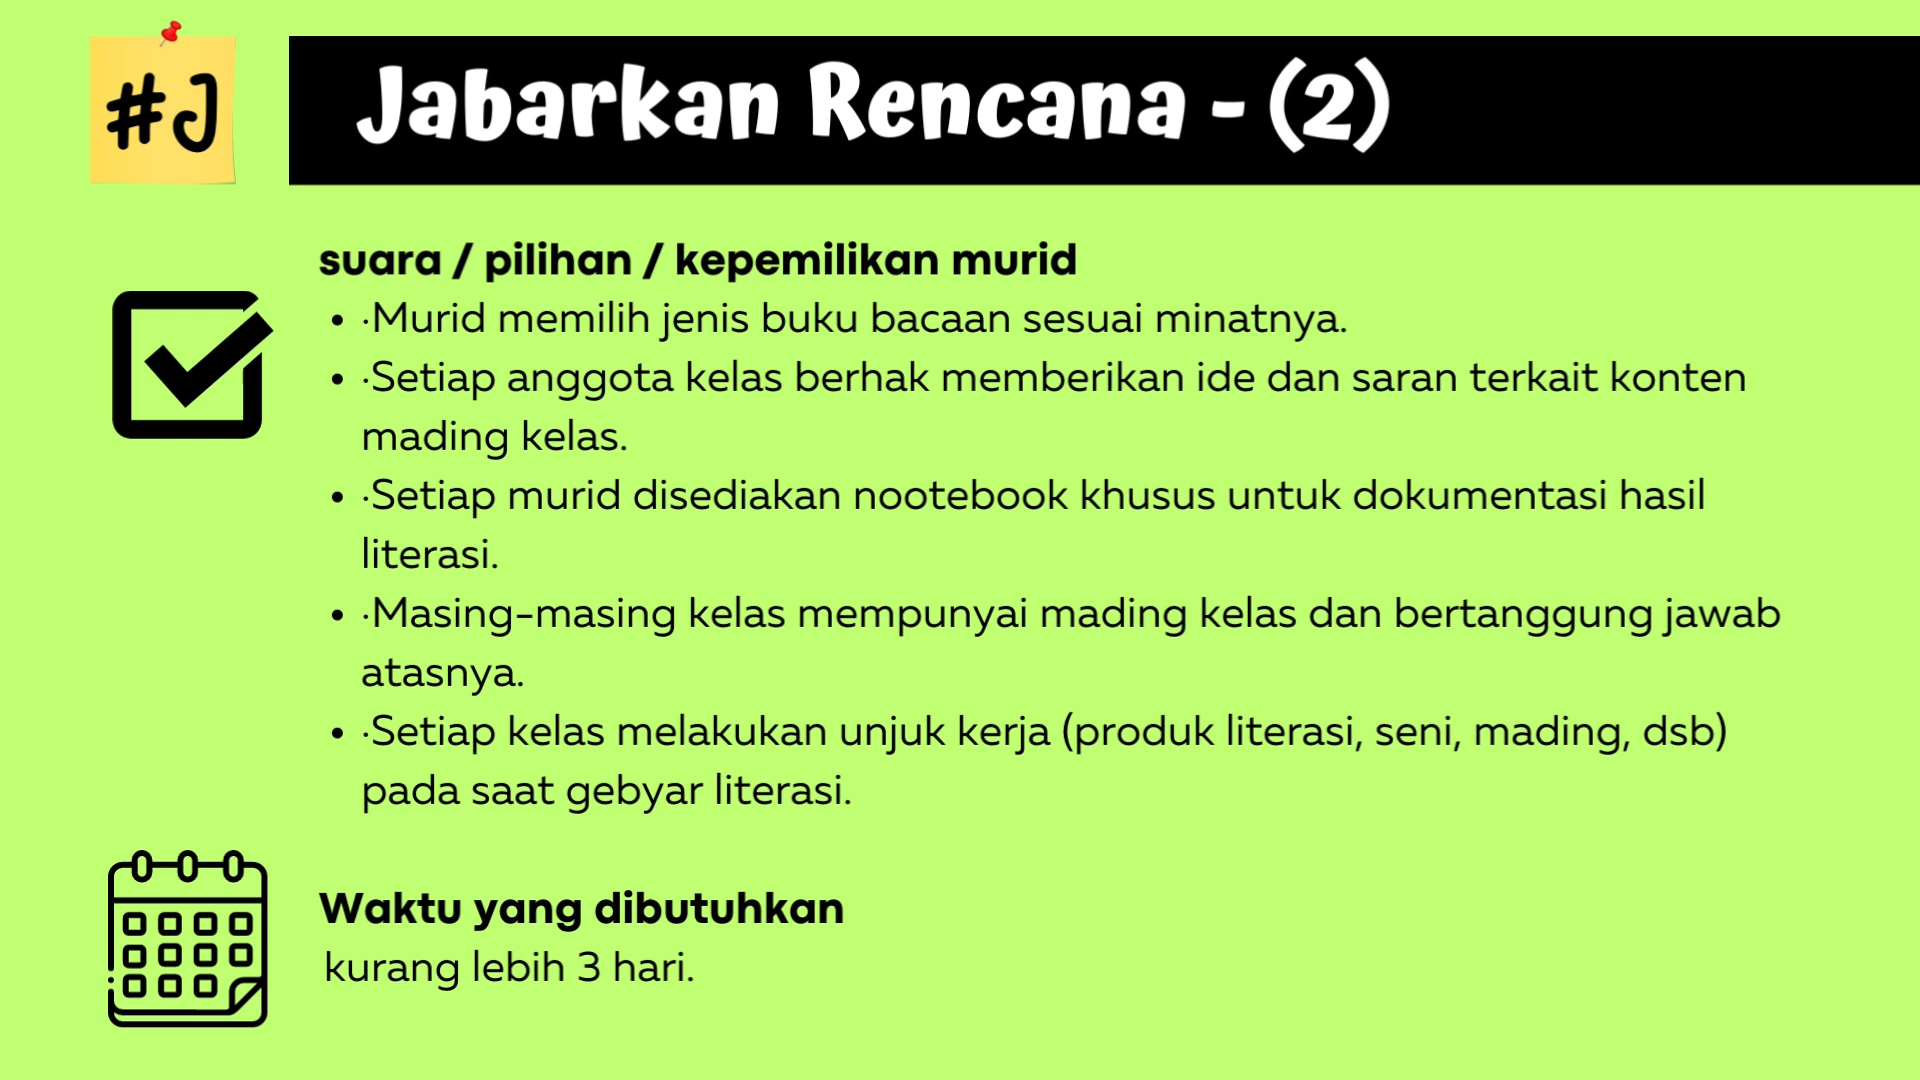 #J
Jabarkan Rencana - (2)
suara / pilihan / kepemilikan murid
• ·Murid memilih jenis buku bacaan sesuai minatnya.
• ·Setiap anggota kelas berhak memberikan ide dan saran terkait konten
mading kelas.
• ·Setiap murid disediakan nootebook khusus untuk dokumentasi hasil
literasi.
• ·Masing-masing kelas mempunyai mading kelas dan bertanggung jawab
atasnya.
• ·Setiap kelas melakukan unjuk kerja (produk literasi, seni, mading, dsb)
pada saat gebyar literasi.
Waktu yang dibutuhkan
kurang lebih 3 hari.